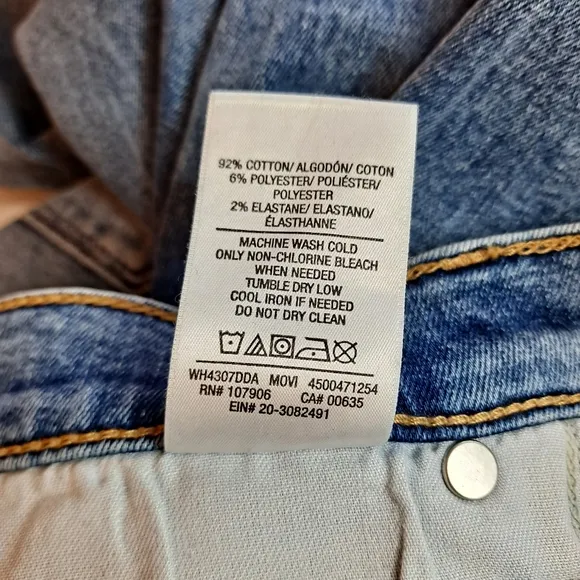 92% COTTON/ ALGODÓN/ COTON
6% POLYESTER/ POLIÉSTER/
POLYESTER
2% ELASTANE/ ELASTANO/
ÉLASTHANNE
MACHINE WASH COLD
ONLY NON-CHLORINE BLEACH
WHEN NEEDED
TUMBLE DRY LOW
COOL IRON IF NEEDED
DO NOT DRY CLEAN
WH4307DDA MOVI 4500471254
RN# 107906 CA# 00635
EIN# 20-3082491